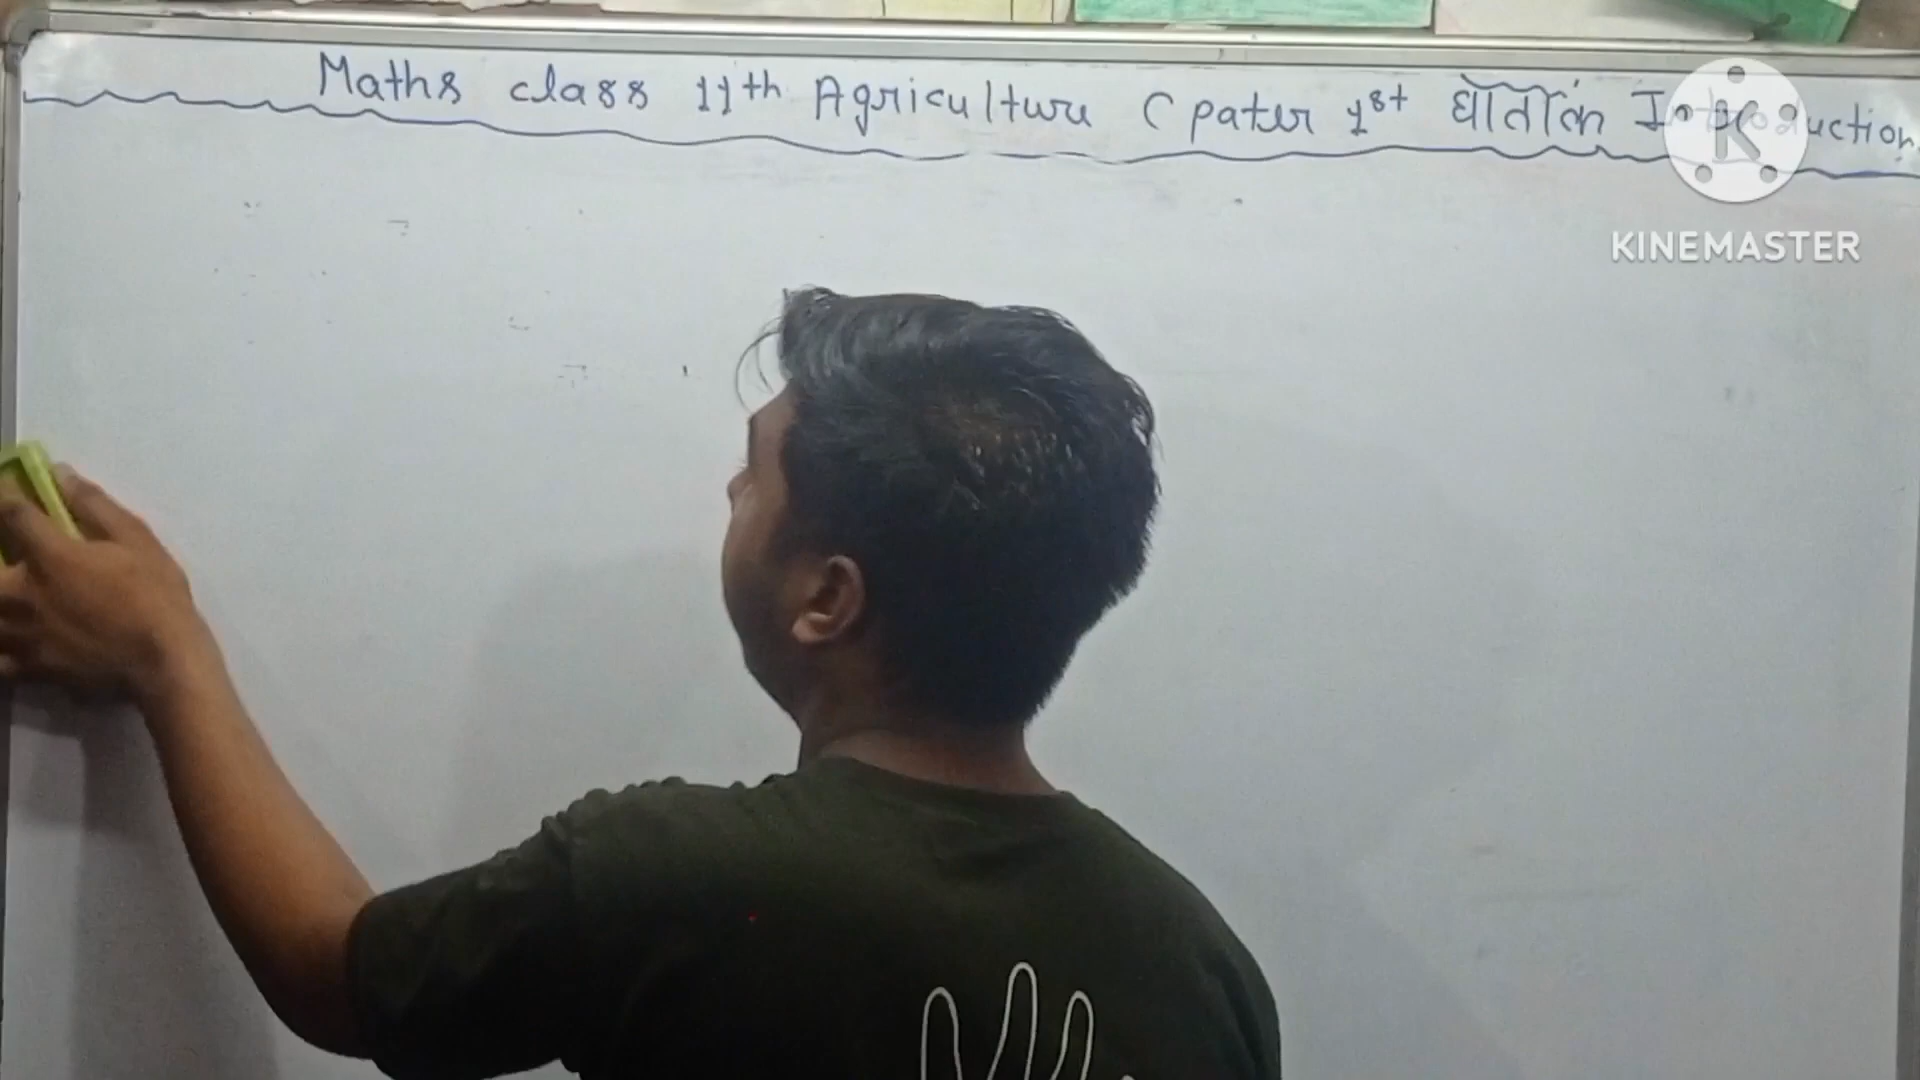 Maths class 11th Agriculture Cpater 1st घातांक Introduction
KINEMASTER